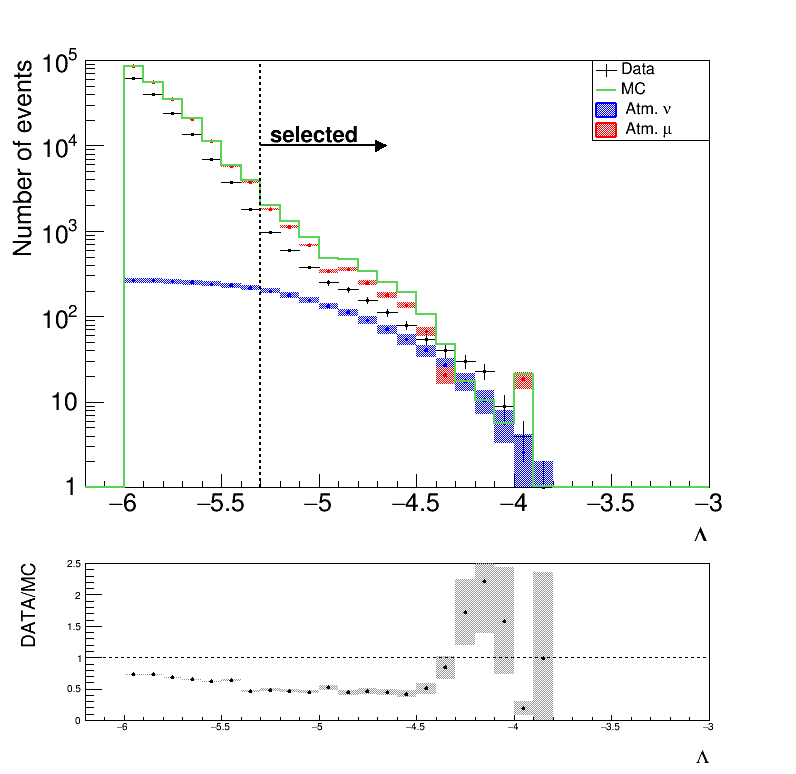 Number of events
10^5
10^4
10^3
10^2
10
1
Data
MC
Atm. ν
Atm. μ
selected
−6 −5.5 −5 −4.5 −4 −3.5 −3
Λ
DATA/MC
2.5
2
1.5
1
0.5
0
−6 −5.5 −5 −4.5 −4 −3.5 −3
Λ